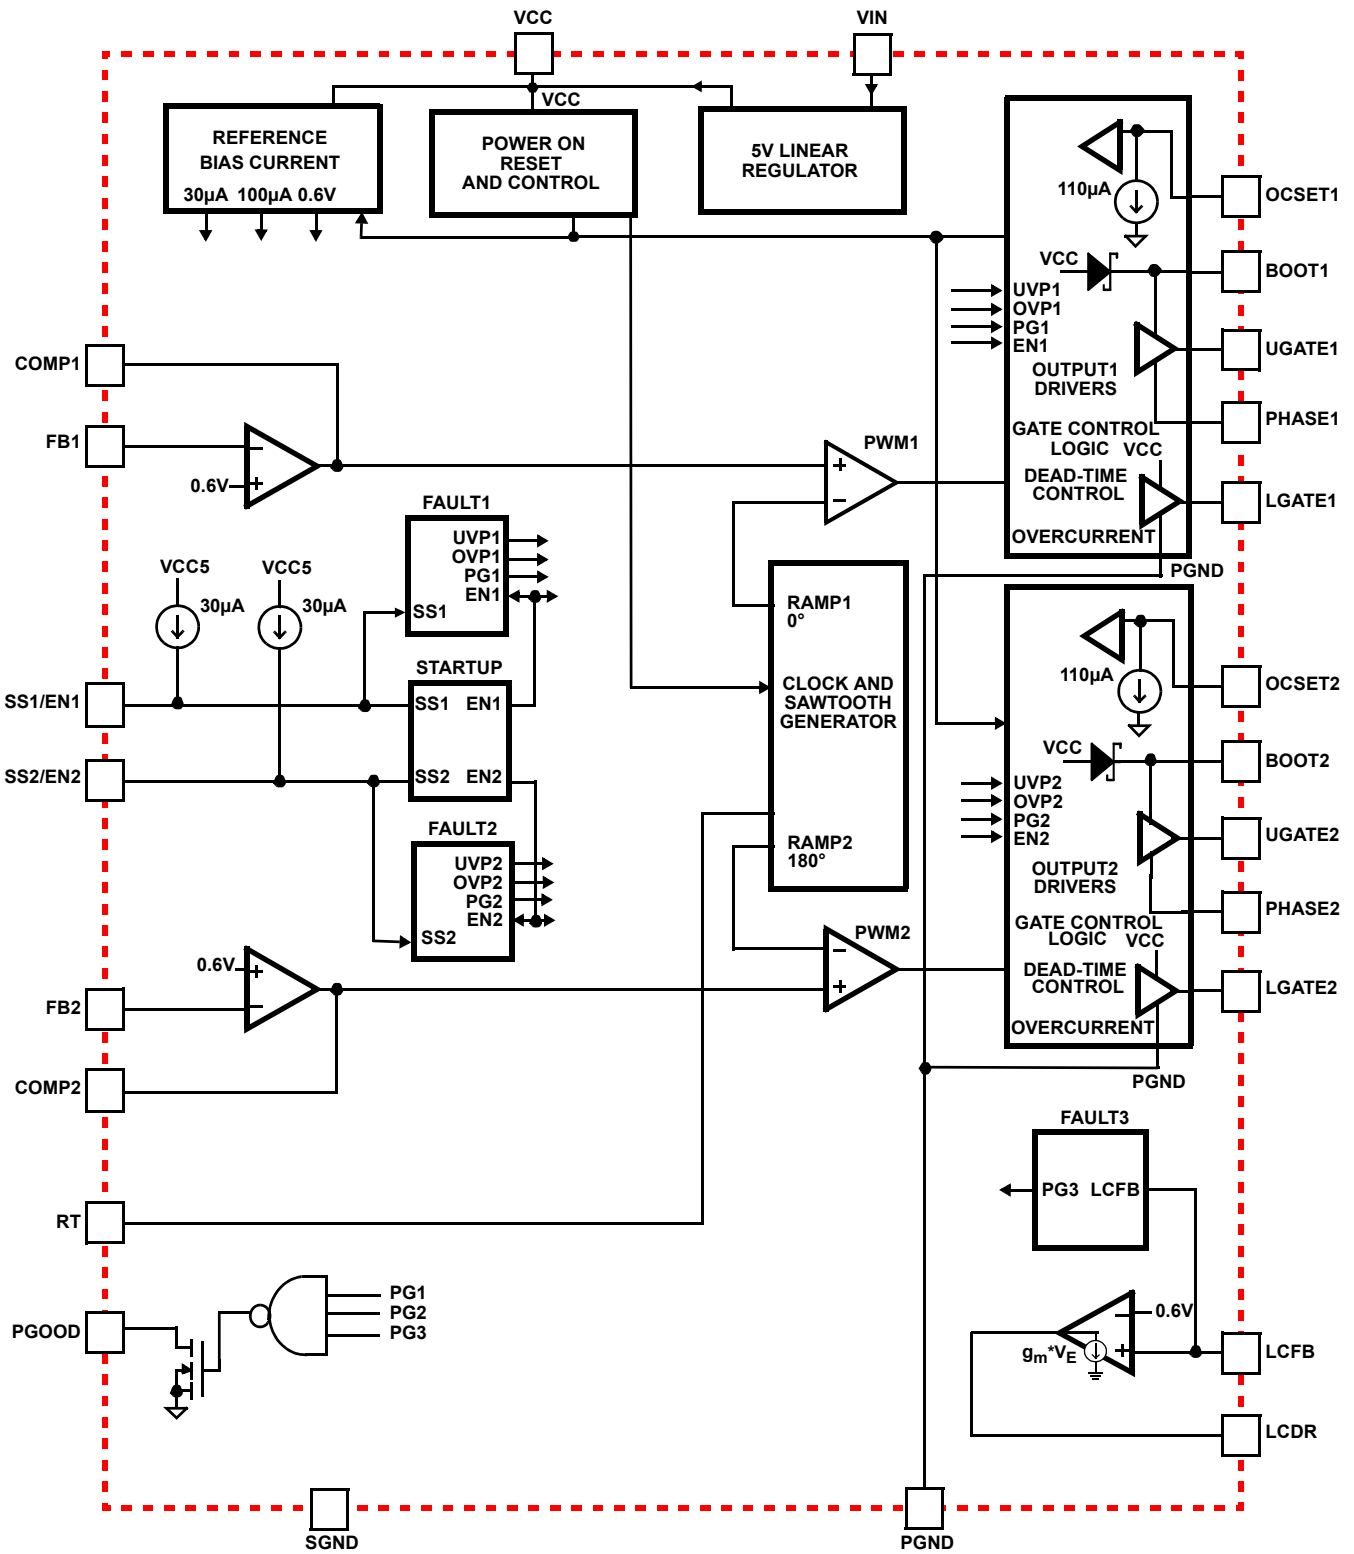 VCC
VIN
VCC
REFERENCE
BIAS CURRENT
30µA 100µA 0.6V
POWER ON
RESET
AND CONTROL
5V LINEAR
REGULATOR
110µA
OCSET1
VCC
BOOT1
UVP1
OVP1
PG1
EN1
UGATE1
OUTPUT1
DRIVERS
PHASE1
GATE CONTROL
LOGIC
VCC
DEAD-TIME
CONTROL
LGATE1
OVERCURRENT
PGND
COMP1
FB1
0.6V
PWM1
FAULT1
UVP1
OVP1
PG1
EN1
SS1
VCC5
VCC5
30µA
30µA
STARTUP
SS1 EN1
SS2 EN2
SS1/EN1
SS2/EN2
RAMP1
0°
CLOCK AND
SAWTOOTH
GENERATOR
RAMP2
180°
FAULT2
UVP2
OVP2
PG2
EN2
SS2
110µA
OCSET2
VCC
BOOT2
UVP2
OVP2
PG2
EN2
UGATE2
OUTPUT2
DRIVERS
PHASE2
GATE CONTROL
LOGIC
VCC
DEAD-TIME
CONTROL
LGATE2
OVERCURRENT
PGND
PWM2
0.6V
FB2
COMP2
FAULT3
PG3 LCFB
RT
PG1
PG2
PG3
PGOOD
0.6V
gm*VE
LCFB
LCDR
SGND
PGND